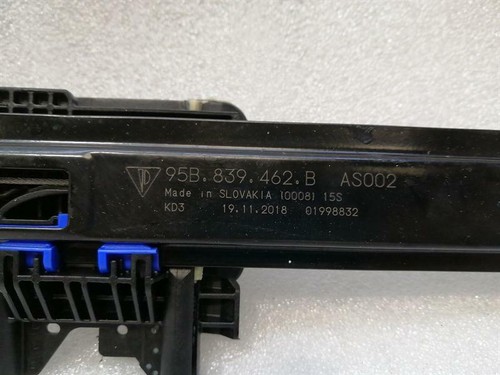 95B.839.462.B AS002
Made in SLOVAKIA (0008) 15S
KD3 19.11.2018 01998832